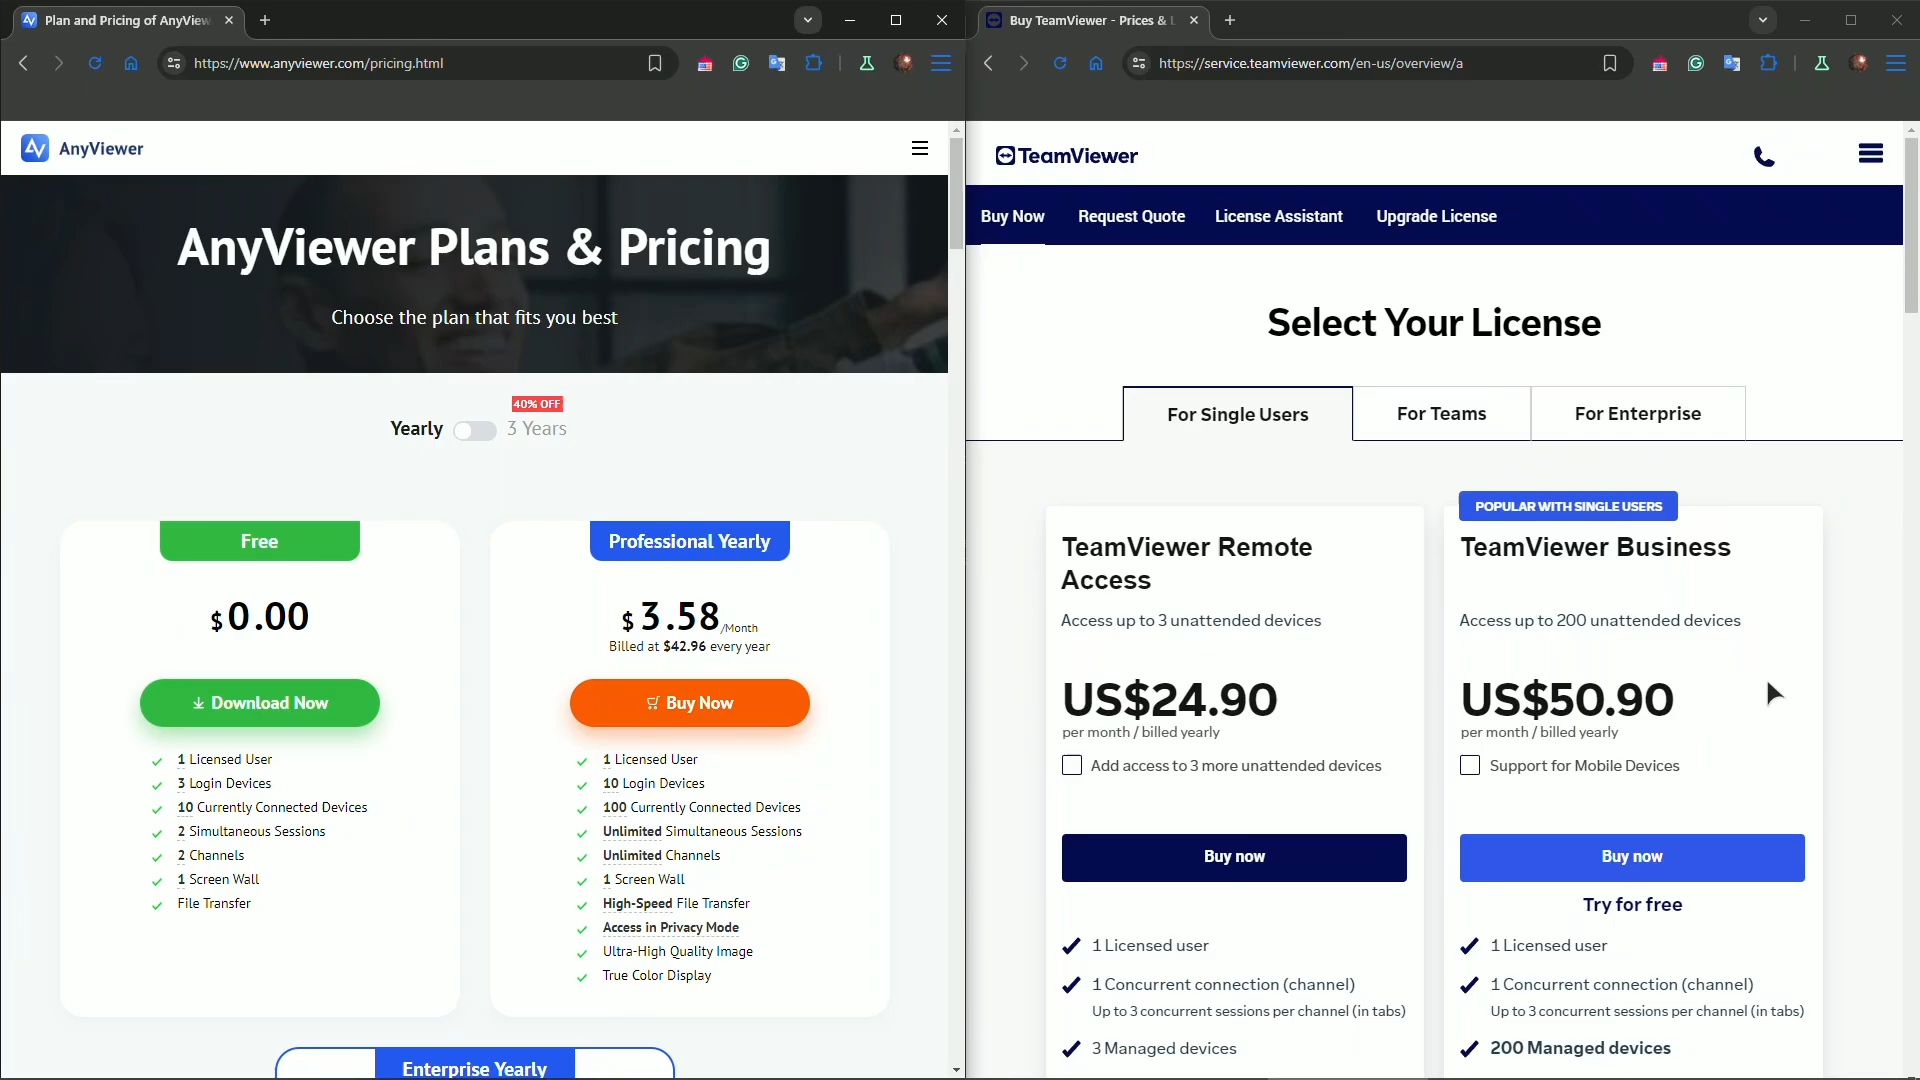 Plan and Pricing of AnyView
https://www.anyviewer.com/pricing.html
AnyViewer
AnyViewer Plans & Pricing
Choose the plan that fits you best
40% OFF
Yearly 3 Years
Free
$ 0.00
Download Now
1 Licensed User
3 Login Devices
10 Currently Connected Devices
2 Simultaneous Sessions
2 Channels
1 Screen Wall
File Transfer
Professional Yearly
$ 3.58 /Month
Billed at $42.96 every year
Buy Now
1 Licensed User
10 Login Devices
100 Currently Connected Devices
Unlimited Simultaneous Sessions
Unlimited Channels
1 Screen Wall
High-Speed File Transfer
Access in Privacy Mode
Ultra-High Quality Image
True Color Display
Enterprise Yearly
Buy TeamViewer - Prices & L
https://service.teamviewer.com/en-us/overview/a
TeamViewer
Buy Now Request Quote License Assistant Upgrade License
Select Your License
For Single Users For Teams For Enterprise
TeamViewer Remote
Access
Access up to 3 unattended devices
US$24.90
per month / billed yearly
Add access to 3 more unattended devices
Buy now
1 Licensed user
1 Concurrent connection (channel)
Up to 3 concurrent sessions per channel (in tabs)
3 Managed devices
POPULAR WITH SINGLE USERS
TeamViewer Business
Access up to 200 unattended devices
US$50.90
per month / billed yearly
Support for Mobile Devices
Buy now
Try for free
1 Licensed user
1 Concurrent connection (channel)
Up to 3 concurrent sessions per channel (in tabs)
200 Managed devices